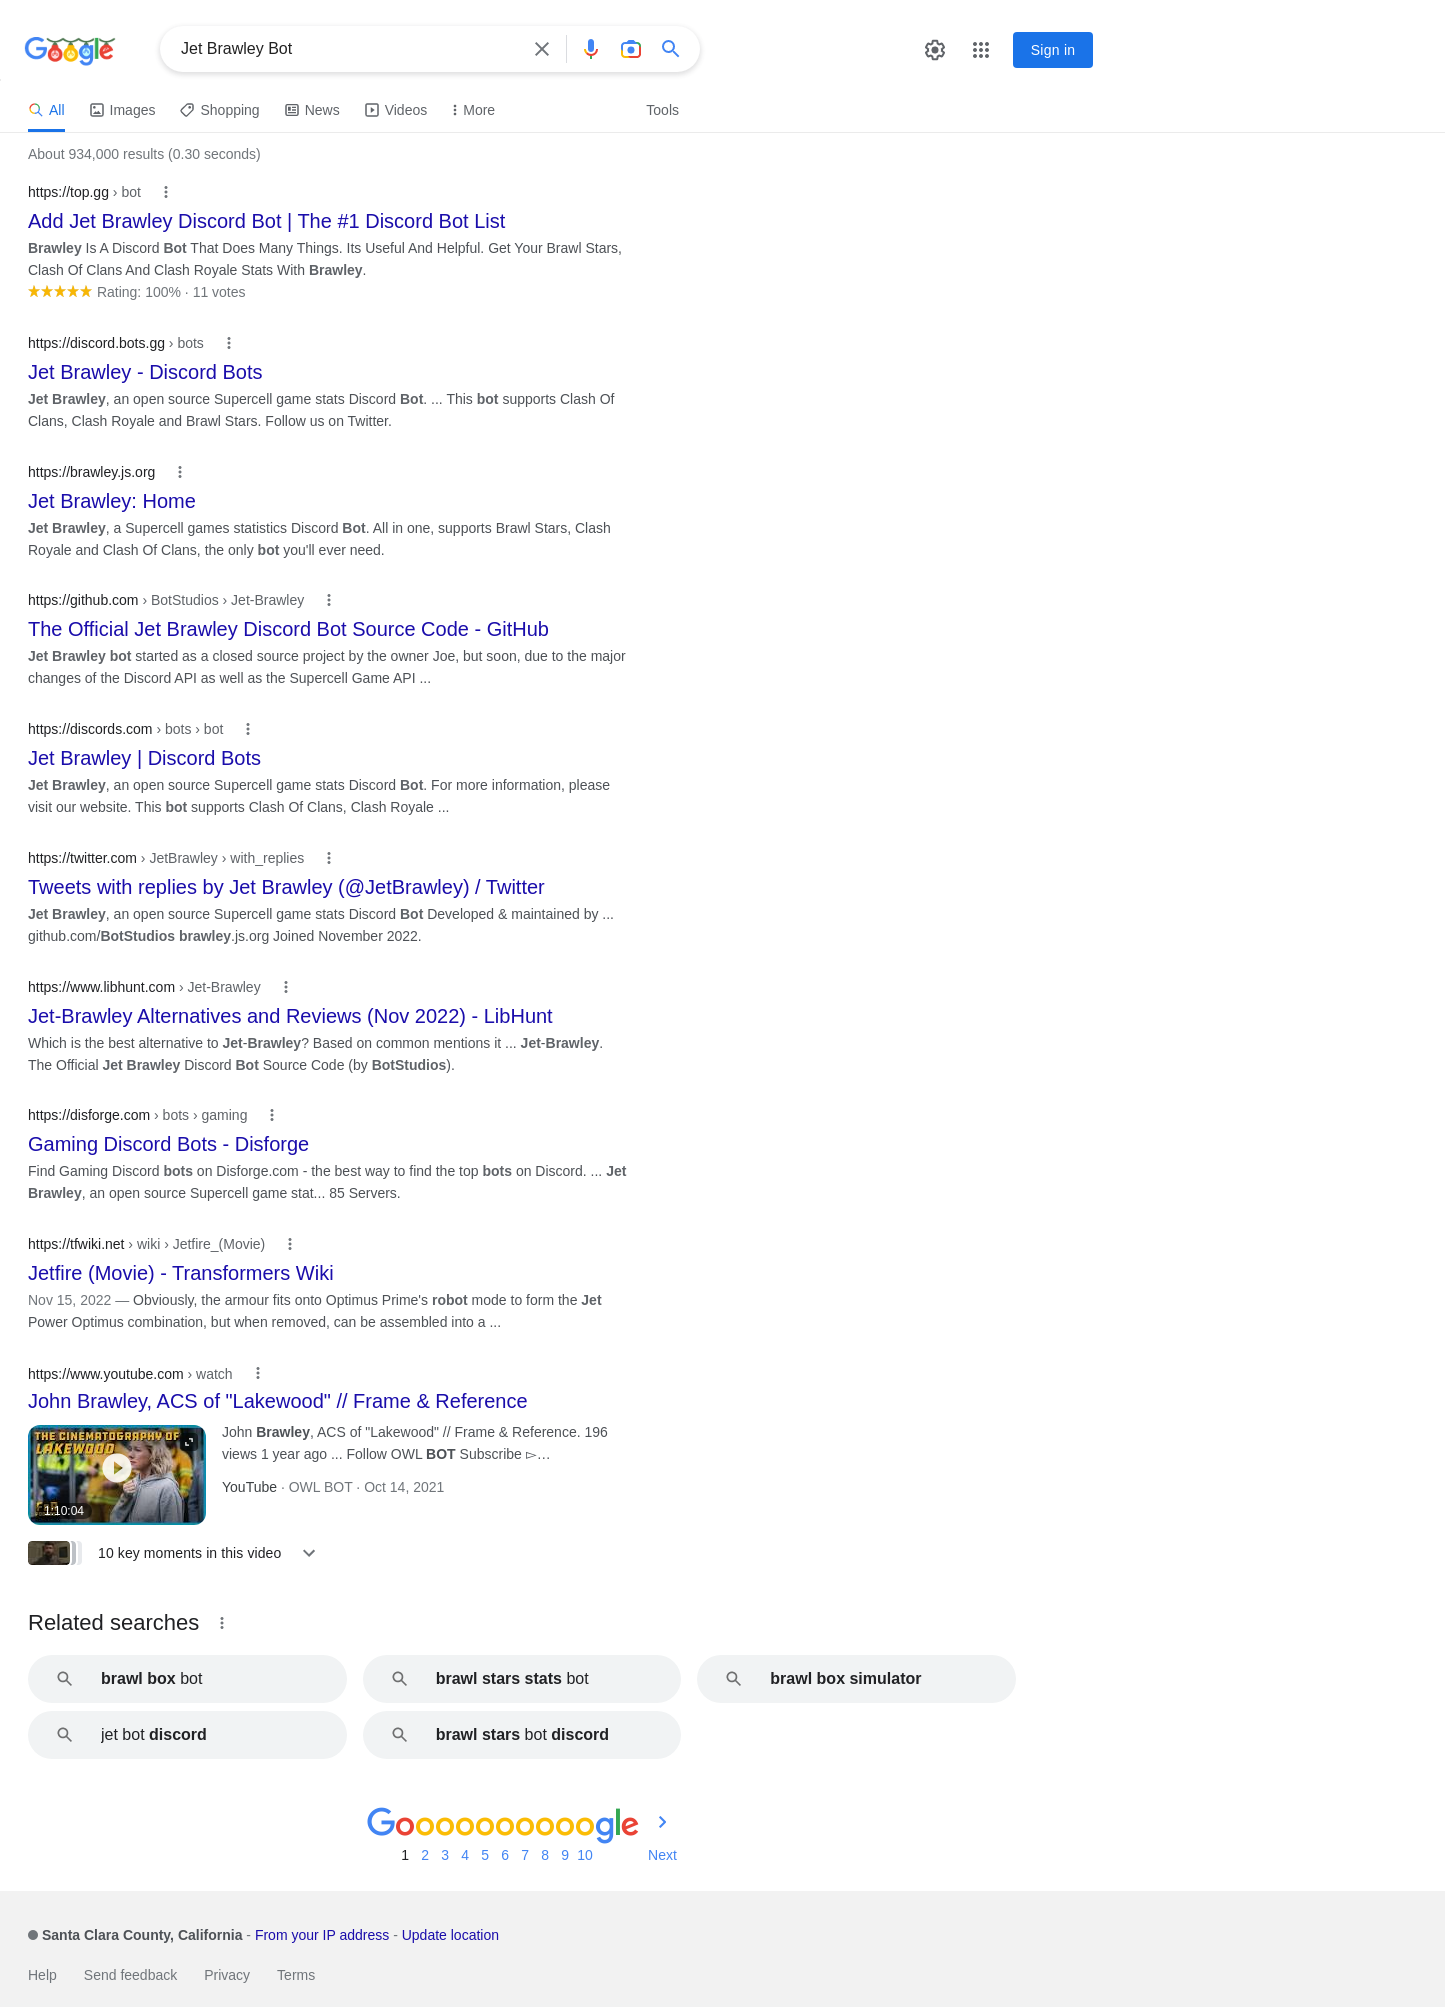 Google
Jet Brawley Bot
Sign in
All
Images
Shopping
News
Videos
More
Tools
About 934,000 results (0.30 seconds)
https://top.gg › bot
Add Jet Brawley Discord Bot | The #1 Discord Bot List
Brawley Is A Discord Bot That Does Many Things. Its Useful And Helpful. Get Your Brawl Stars,
Clash Of Clans And Clash Royale Stats With Brawley.
Rating: 100% · 11 votes
https://discord.bots.gg › bots
Jet Brawley - Discord Bots
Jet Brawley, an open source Supercell game stats Discord Bot. ... This bot supports Clash Of
Clans, Clash Royale and Brawl Stars. Follow us on Twitter.
https://brawley.js.org
Jet Brawley: Home
Jet Brawley, a Supercell games statistics Discord Bot. All in one, supports Brawl Stars, Clash
Royale and Clash Of Clans, the only bot you'll ever need.
https://github.com › BotStudios › Jet-Brawley
The Official Jet Brawley Discord Bot Source Code - GitHub
Jet Brawley bot started as a closed source project by the owner Joe, but soon, due to the major
changes of the Discord API as well as the Supercell Game API ...
https://discords.com › bots › bot
Jet Brawley | Discord Bots
Jet Brawley, an open source Supercell game stats Discord Bot. For more information, please
visit our website. This bot supports Clash Of Clans, Clash Royale ...
https://twitter.com › JetBrawley › with_replies
Tweets with replies by Jet Brawley (@JetBrawley) / Twitter
Jet Brawley, an open source Supercell game stats Discord Bot Developed & maintained by ...
github.com/BotStudios brawley.js.org Joined November 2022.
https://www.libhunt.com › Jet-Brawley
Jet-Brawley Alternatives and Reviews (Nov 2022) - LibHunt
Which is the best alternative to Jet-Brawley? Based on common mentions it ... Jet-Brawley.
The Official Jet Brawley Discord Bot Source Code (by BotStudios).
https://disforge.com › bots › gaming
Gaming Discord Bots - Disforge
Find Gaming Discord bots on Disforge.com - the best way to find the top bots on Discord. ... Jet
Brawley, an open source Supercell game stat... 85 Servers.
https://tfwiki.net › wiki › Jetfire_(Movie)
Jetfire (Movie) - Transformers Wiki
Nov 15, 2022 — Obviously, the armour fits onto Optimus Prime's robot mode to form the Jet
Power Optimus combination, but when removed, can be assembled into a ...
https://www.youtube.com › watch
John Brawley, ACS of "Lakewood" // Frame & Reference
THE CINEMATOGRAPHY OF
LAKEWOOD
1:10:04
John Brawley, ACS of "Lakewood" // Frame & Reference. 196
views 1 year ago ... Follow OWL BOT Subscribe ▻…
YouTube · OWL BOT · Oct 14, 2021
10 key moments in this video
Related searches
brawl box bot
brawl stars stats bot
brawl box simulator
jet bot discord
brawl stars bot discord
Goooooooooogle
1 2 3 4 5 6 7 8 9 10 Next
Santa Clara County, California - From your IP address - Update location
Help
Send feedback
Privacy
Terms